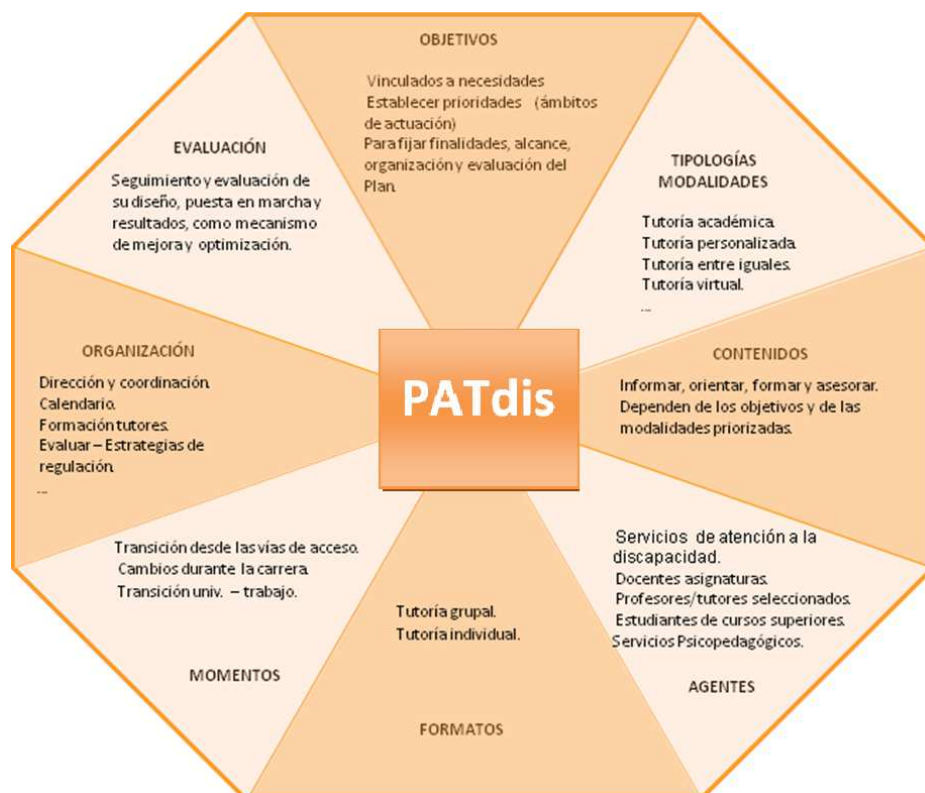 OBJETIVOS
Vinculados a necesidades
Establecer prioridades (ámbitos
de actuación)
Para fijar finalidades, alcance,
organización y evaluación del
Plan.
TIPOLOGÍAS
MODALIDADES
Tutoría académica.
Tutoría personalizada.
Tutoría entre iguales.
Tutoría virtual.
...
CONTENIDOS
Informar, orientar, formar y asesorar.
Dependen de los objetivos y de las
modalidades priorizadas.
Servicios de atención a la
discapacidad.
Docentes asignaturas.
Profesores/tutores seleccionados.
Estudiantes de cursos superiores.
Servicios Psicopedagógicos.
AGENTES
Tutoría grupal.
Tutoría individual.
FORMATOS
Transición desde las vías de acceso.
Cambios durante la carrera.
Transición univ. – trabajo.
MOMENTOS
ORGANIZACIÓN
Dirección y coordinación.
Calendario.
Formación tutores.
Evaluar – Estrategias de
regulación.
...
EVALUACIÓN
Seguimiento y evaluación de
su diseño, puesta en marcha y
resultados, como mecanismo
de mejora y optimización.
PATdis